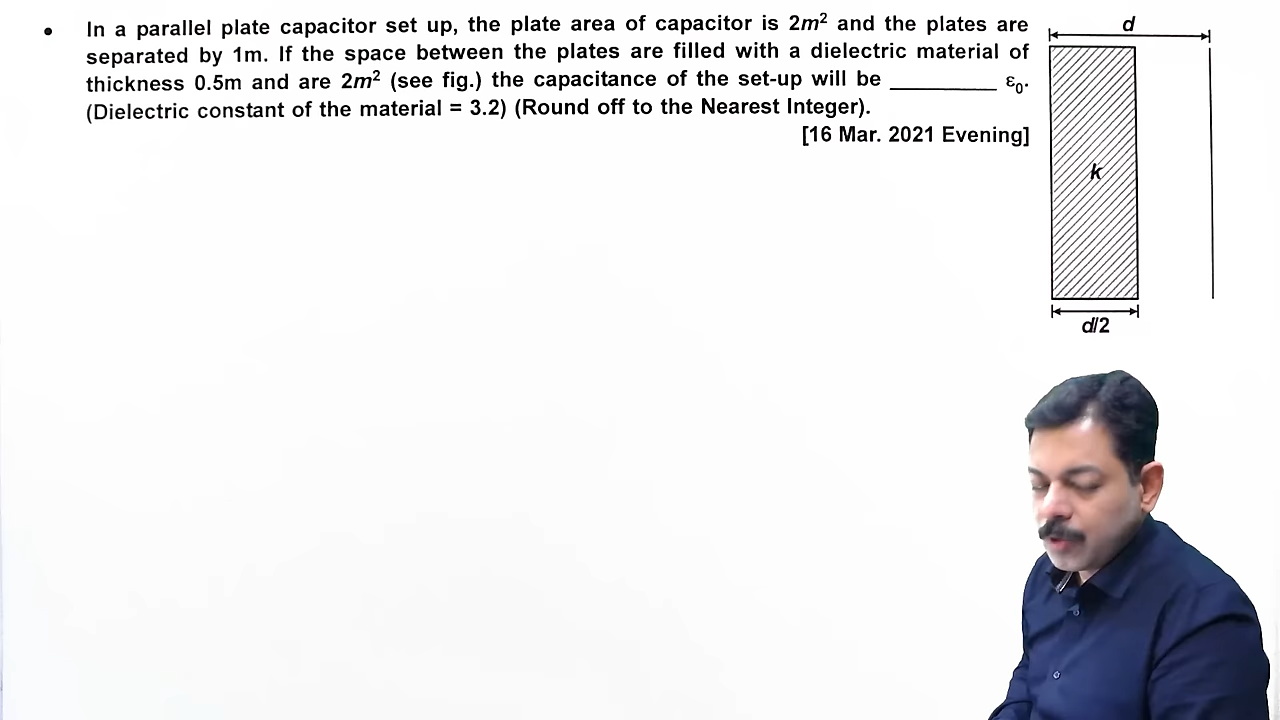 • In a parallel plate capacitor set up, the plate area of capacitor is 2m² and the plates are
separated by 1m. If the space between the plates are filled with a dielectric material of
thickness 0.5m and are 2m² (see fig.) the capacitance of the set-up will be _________ ε₀.
(Dielectric constant of the material = 3.2) (Round off to the Nearest Integer).
[16 Mar. 2021 Evening]
d
k
d/2